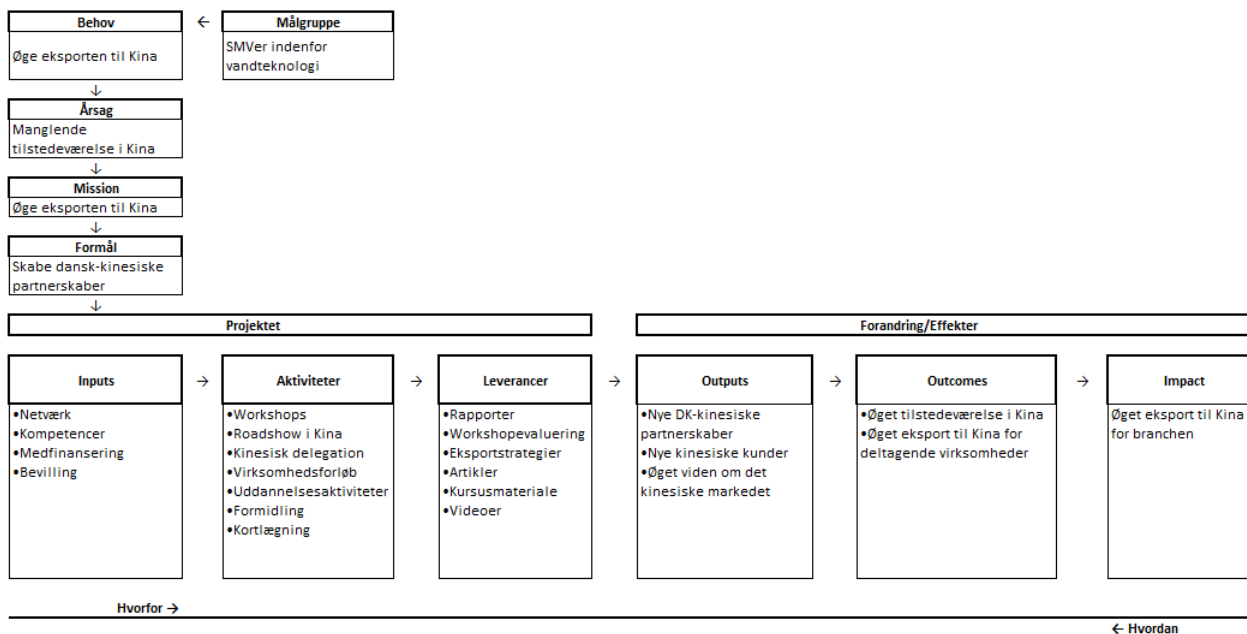 Behov
←
Målgruppe
Øge eksporten til Kina
SMVer indenfor
vandteknologi
↓
Årsag
Manglende
tilstedeværelse i Kina
↓
Mission
Øge eksporten til Kina
↓
Formål
Skabe dansk-kinesiske
partnerskaber
↓
Projektet
Forandring/Effekter
Inputs
→
Aktiviteter
→
Leverancer
→
Outputs
→
Outcomes
→
Impact
•Netværk
•Kompetencer
•Medfinansering
•Bevilling
•Workshops
•Roadshow i Kina
•Kinesisk delegation
•Virksomhedsforløb
•Uddannelsesaktiviteter
•Formidling
•Kortlægning
•Rapporter
•Workshopevaluering
•Eksportstrategier
•Artikler
•Kursusmateriale
•Videoer
•Nye DK-kinesiske
partnerskaber
•Nye kinesiske kunder
•Øget viden om det
kinesiske markedet
•Øget tilstedeværelse i Kina
•Øget eksport til Kina for
deltagende virksomheder
Øget eksport til Kina
for branchen
Hvorfor →
← Hvordan